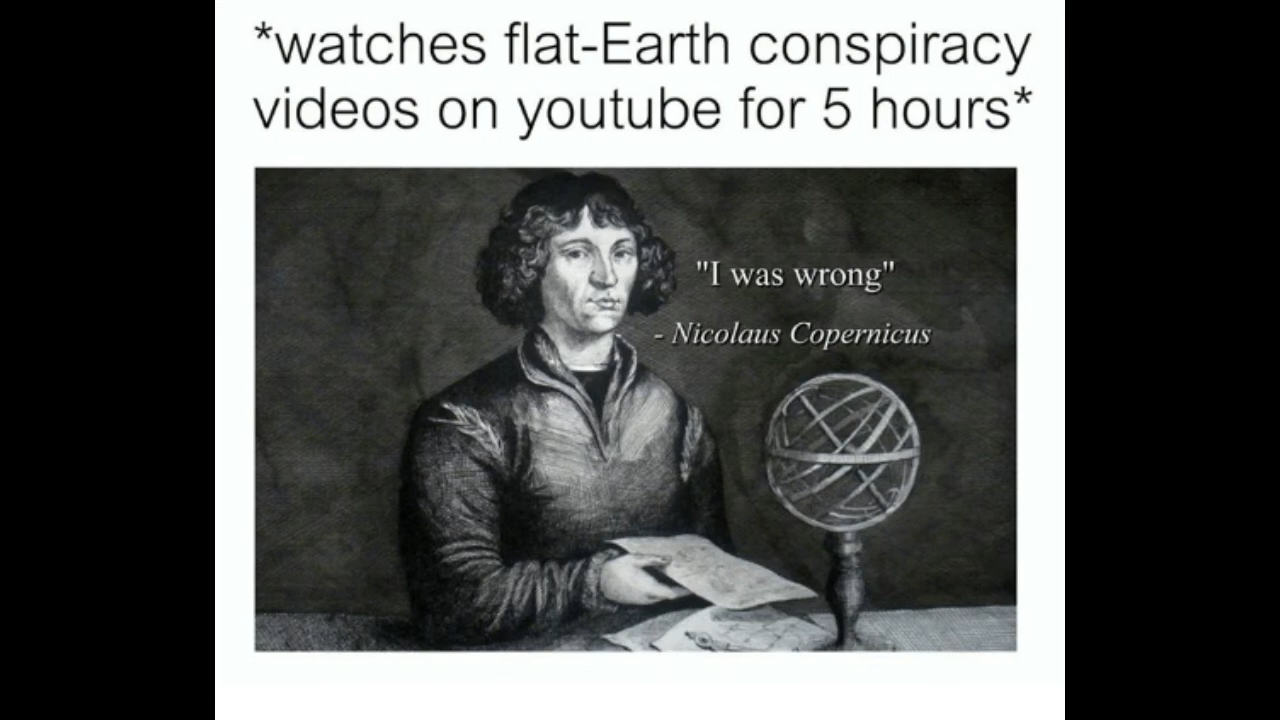 *watches flat-Earth conspiracy
videos on youtube for 5 hours*
"I was wrong"
- Nicolaus Copernicus